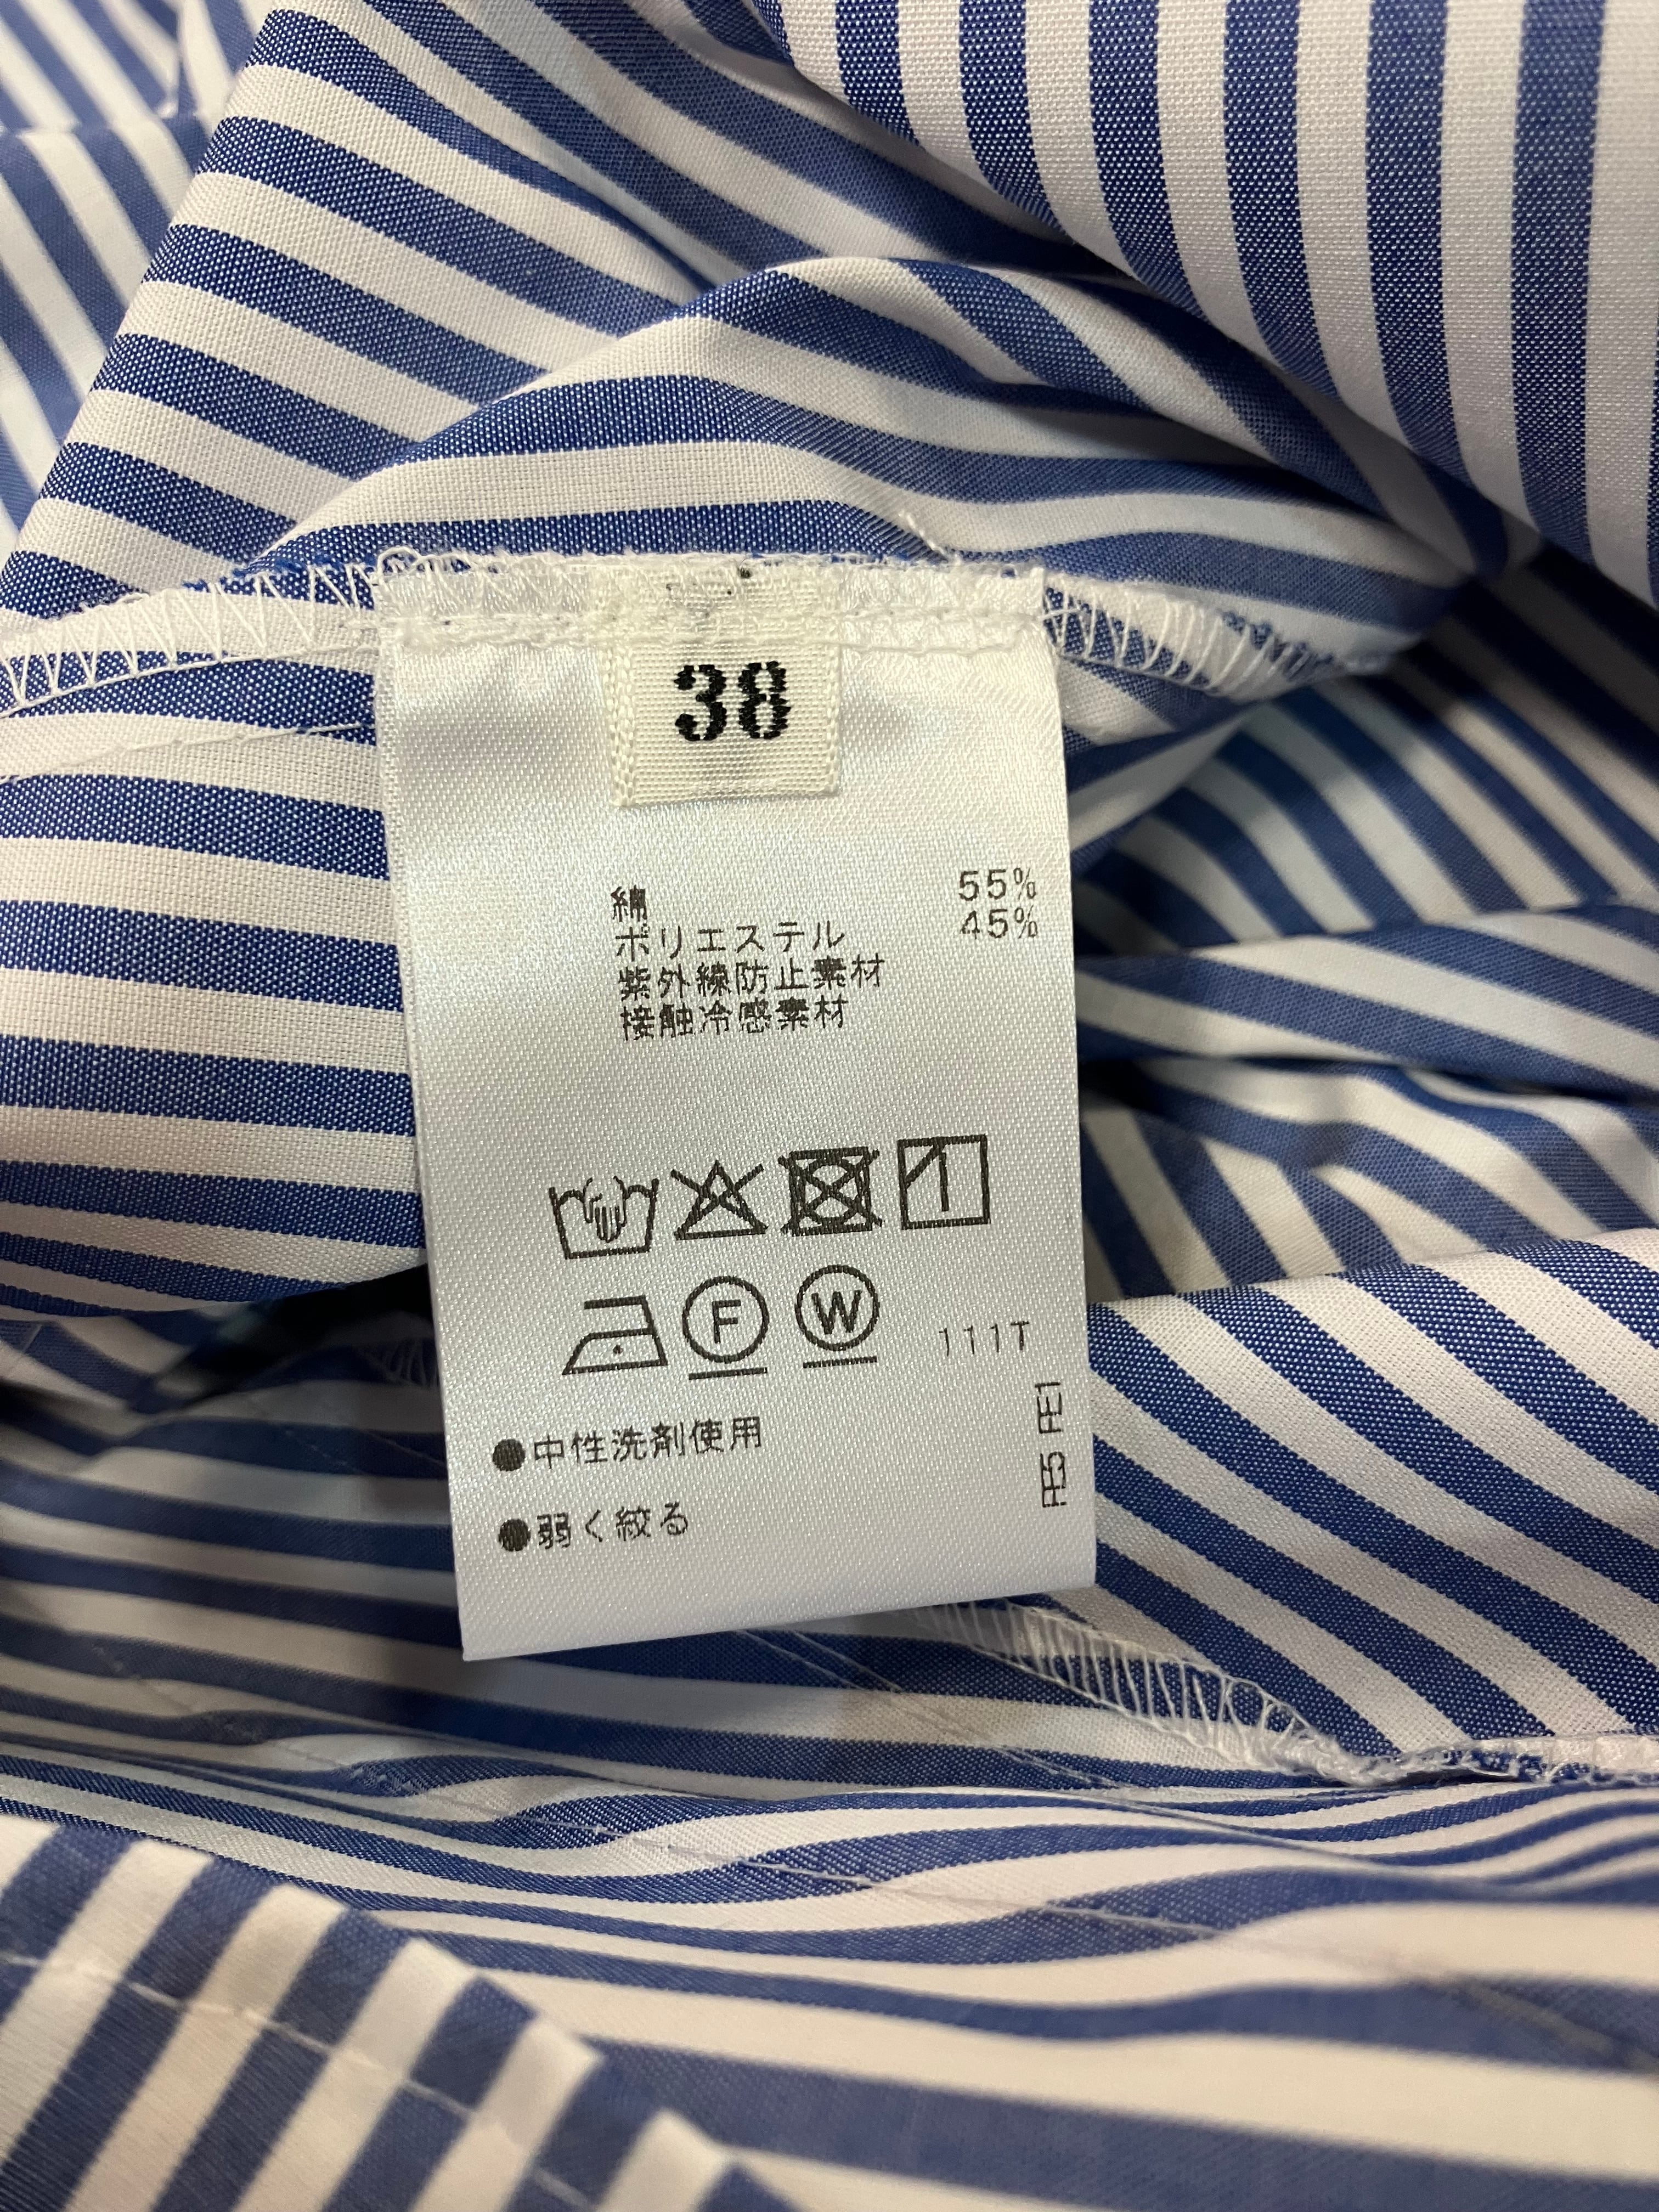 38
綿 55%
ポリエステル 45%
紫外線防止素材
接触冷感素材
1
F W 111T
●中性洗剤使用
●弱く絞る